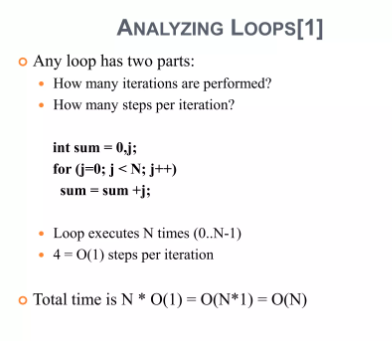 ANALYZING LOOPS[1]
Any loop has two parts:
How many iterations are performed?
How many steps per iteration?
int sum = 0,j;
for (j=0; j < N; j++)
sum = sum +j;
Loop executes N times (0..N-1)
4 = O(1) steps per iteration
Total time is N * O(1) = O(N*1) = O(N)